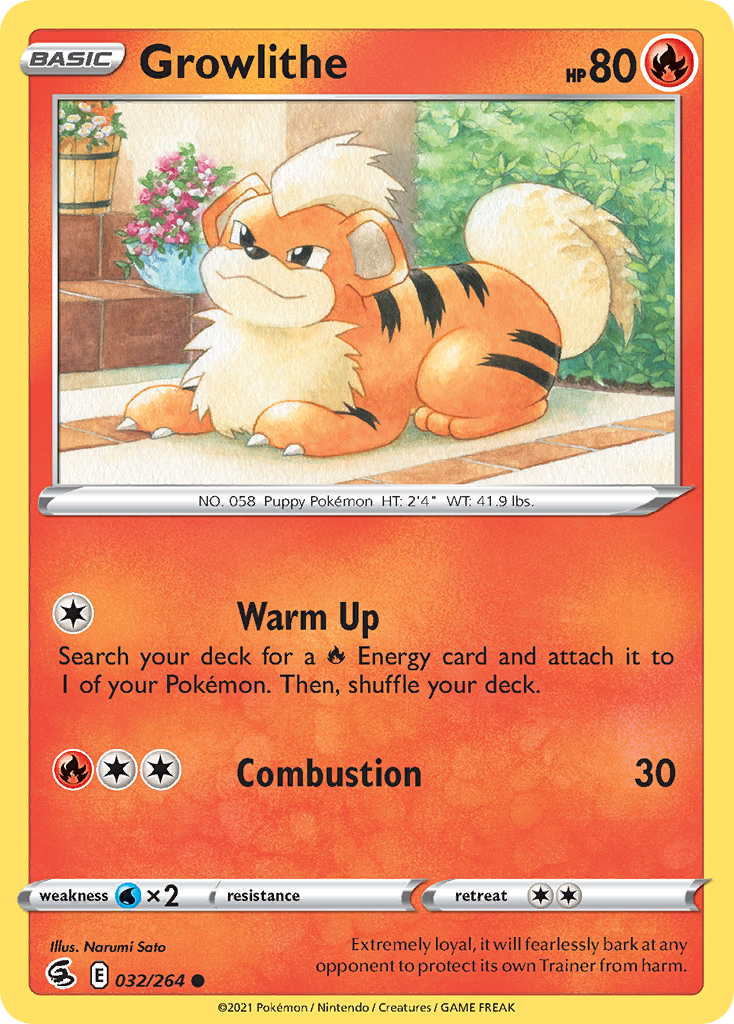 BASIC Growlithe HP 80
NO. 058 Puppy Pokémon HT: 2'4" WT: 41.9 lbs.
Warm Up
Search your deck for a Energy card and attach it to
1 of your Pokémon. Then, shuffle your deck.
Combustion 30
weakness ×2 resistance retreat
Illus. Narumi Sato
Extremely loyal, it will fearlessly bark at any
opponent to protect its own Trainer from harm.
E 032/264
©2021 Pokémon / Nintendo / Creatures / GAME FREAK